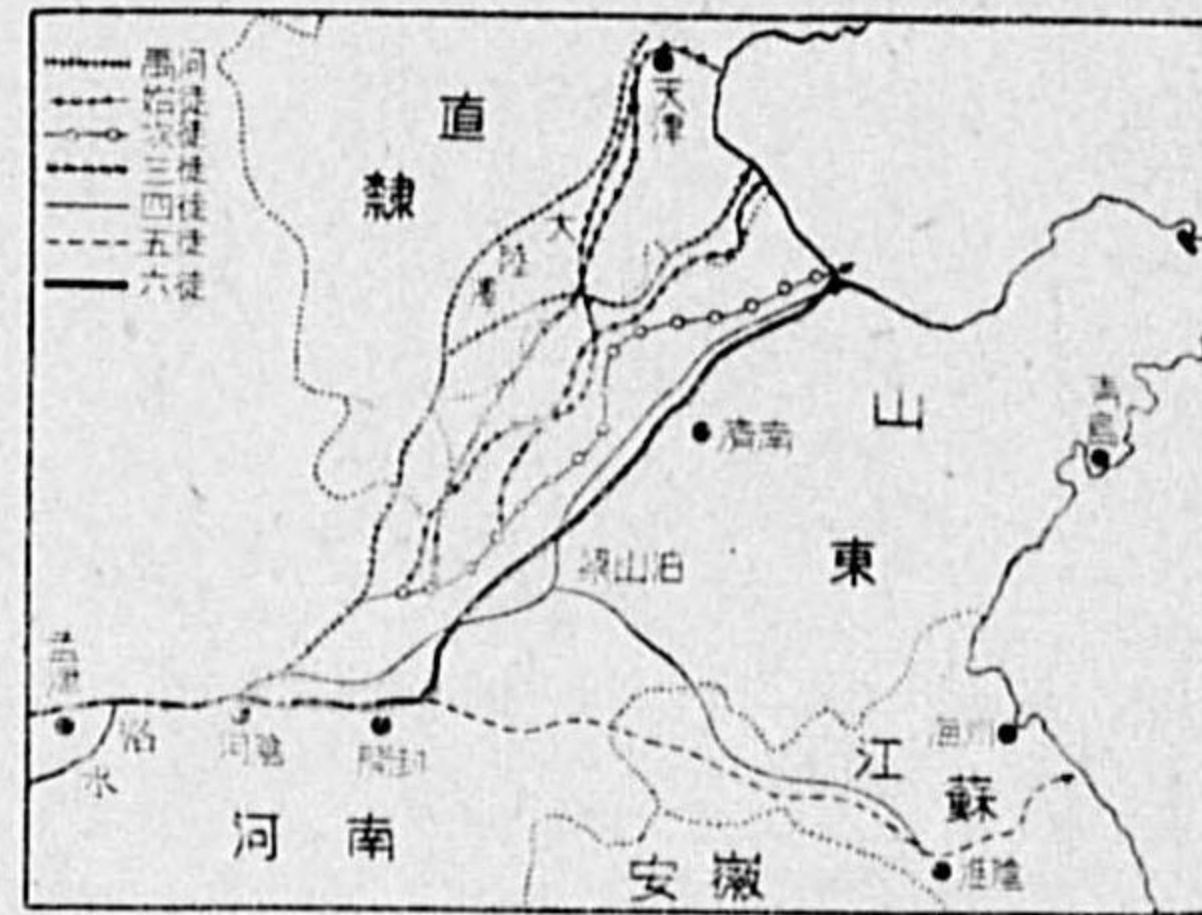 禹河
始徙
次徙
三徙
四徙
五徙
六徙
直隸
天津
大陸澤
山東
青島
濟南
梁山泊
孟津
洛水
河陰
開封
河南
安徽
江蘇
海州
淮陰